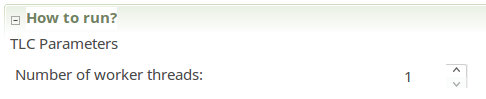 How to run?
TLC Parameters
Number of worker threads: 1